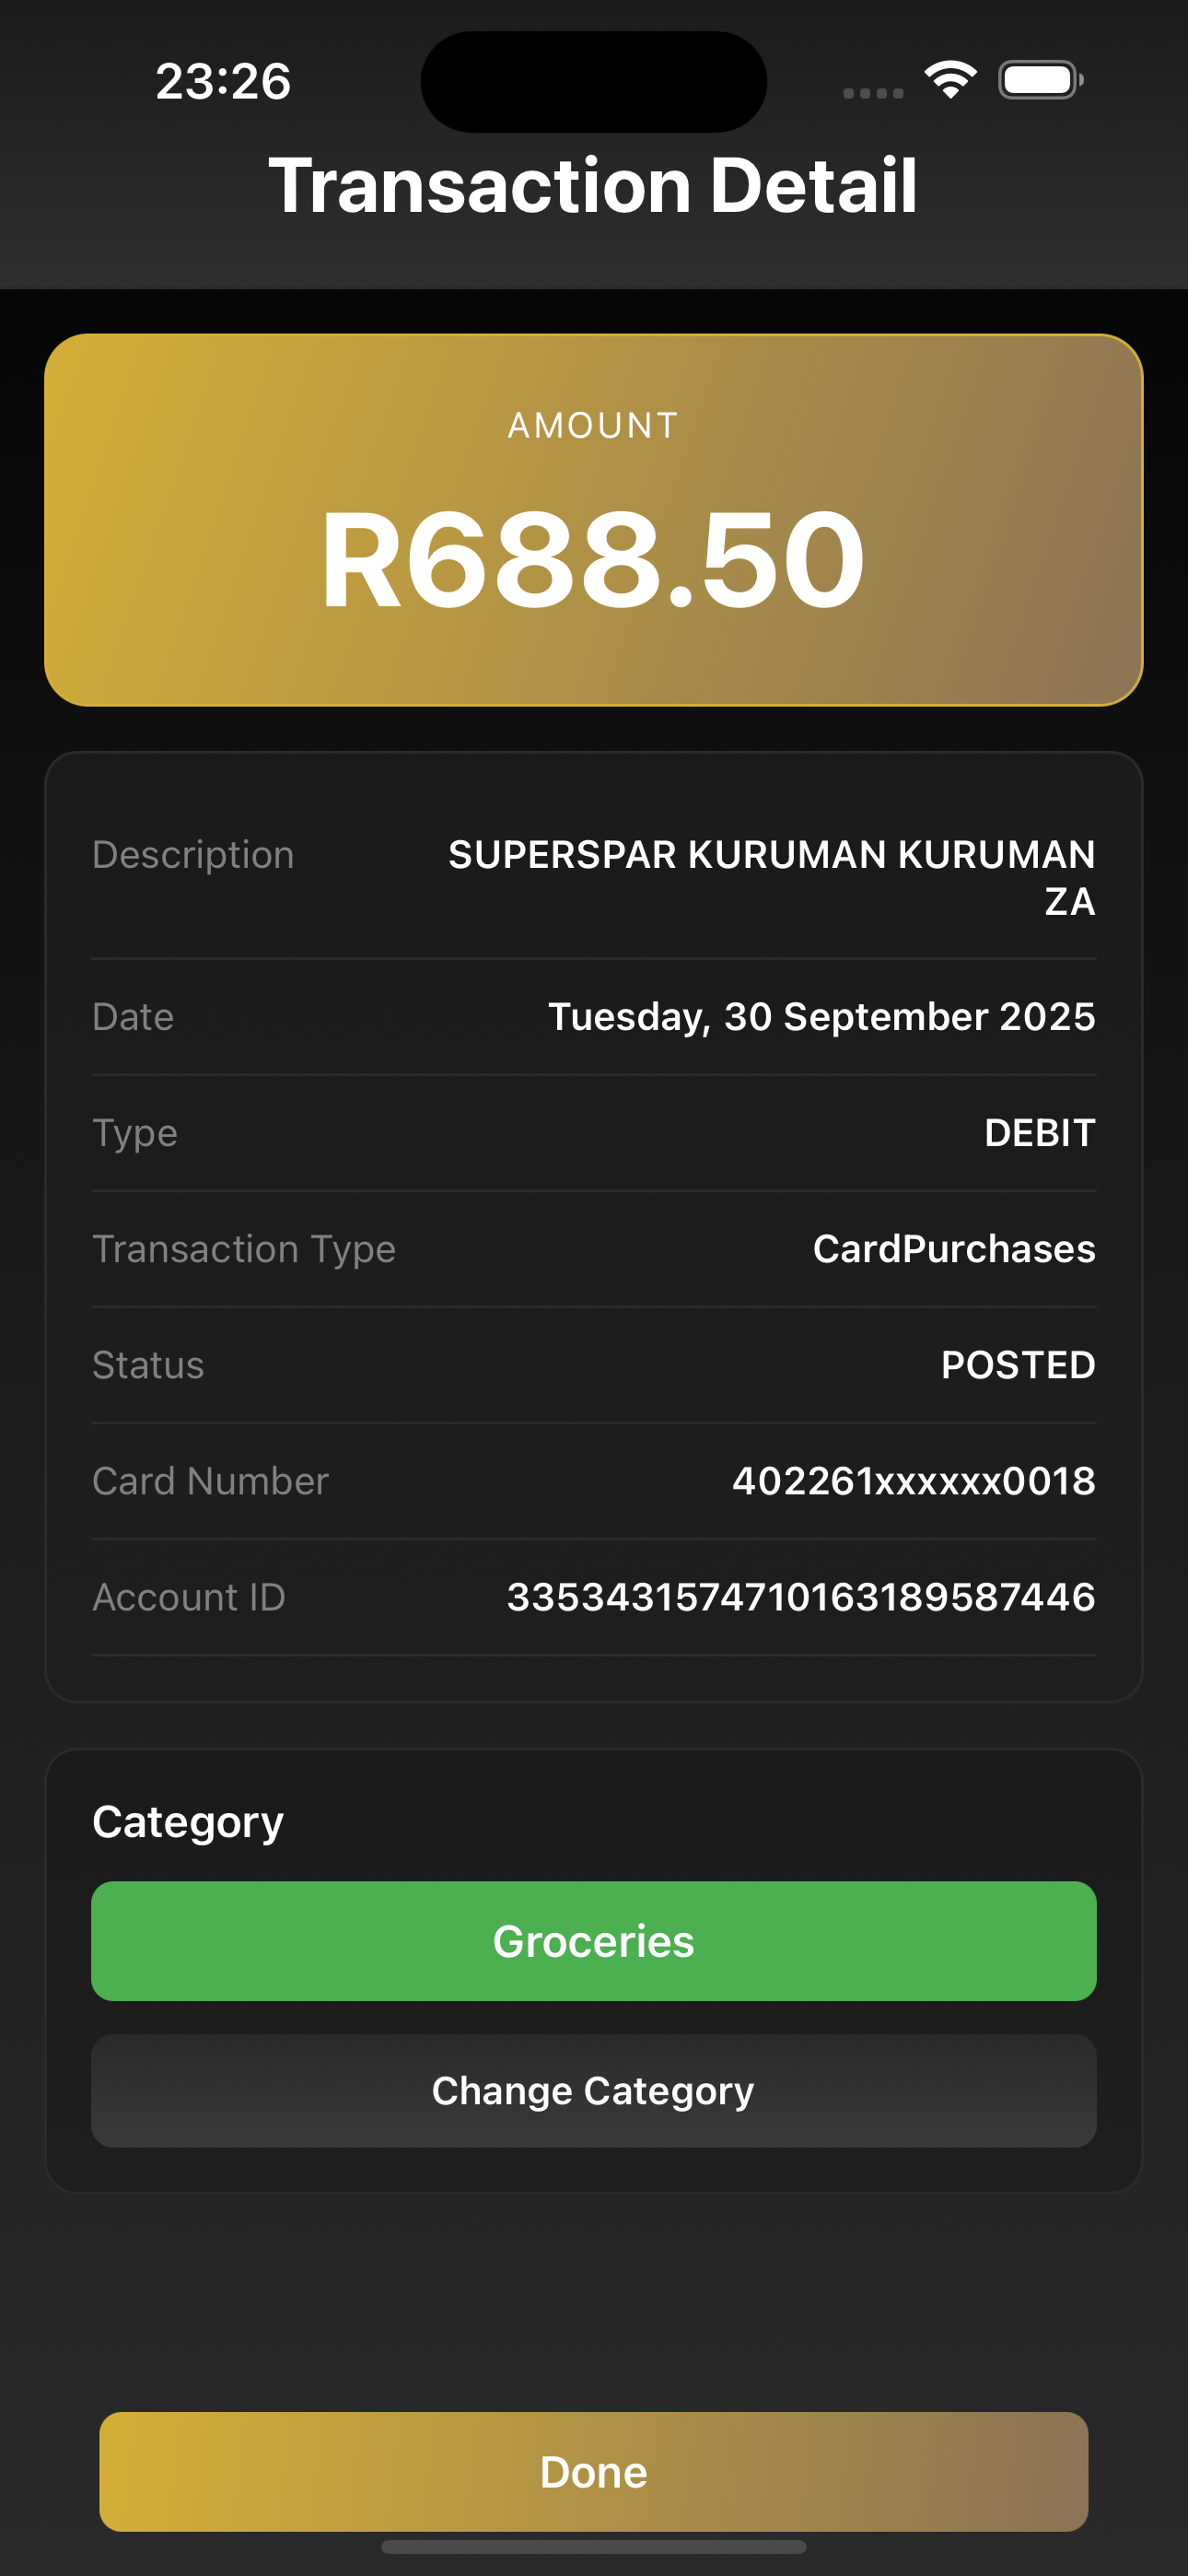 23:26
Transaction Detail
AMOUNT
R688.50
Description
SUPERSPAR KURUMAN KURUMAN
ZA
Date
Tuesday, 30 September 2025
Type
DEBIT
Transaction Type
CardPurchases
Status
POSTED
Card Number
402261xxxxxx0018
Account ID
3353431574710163189587446
Category
Groceries
Change Category
Done